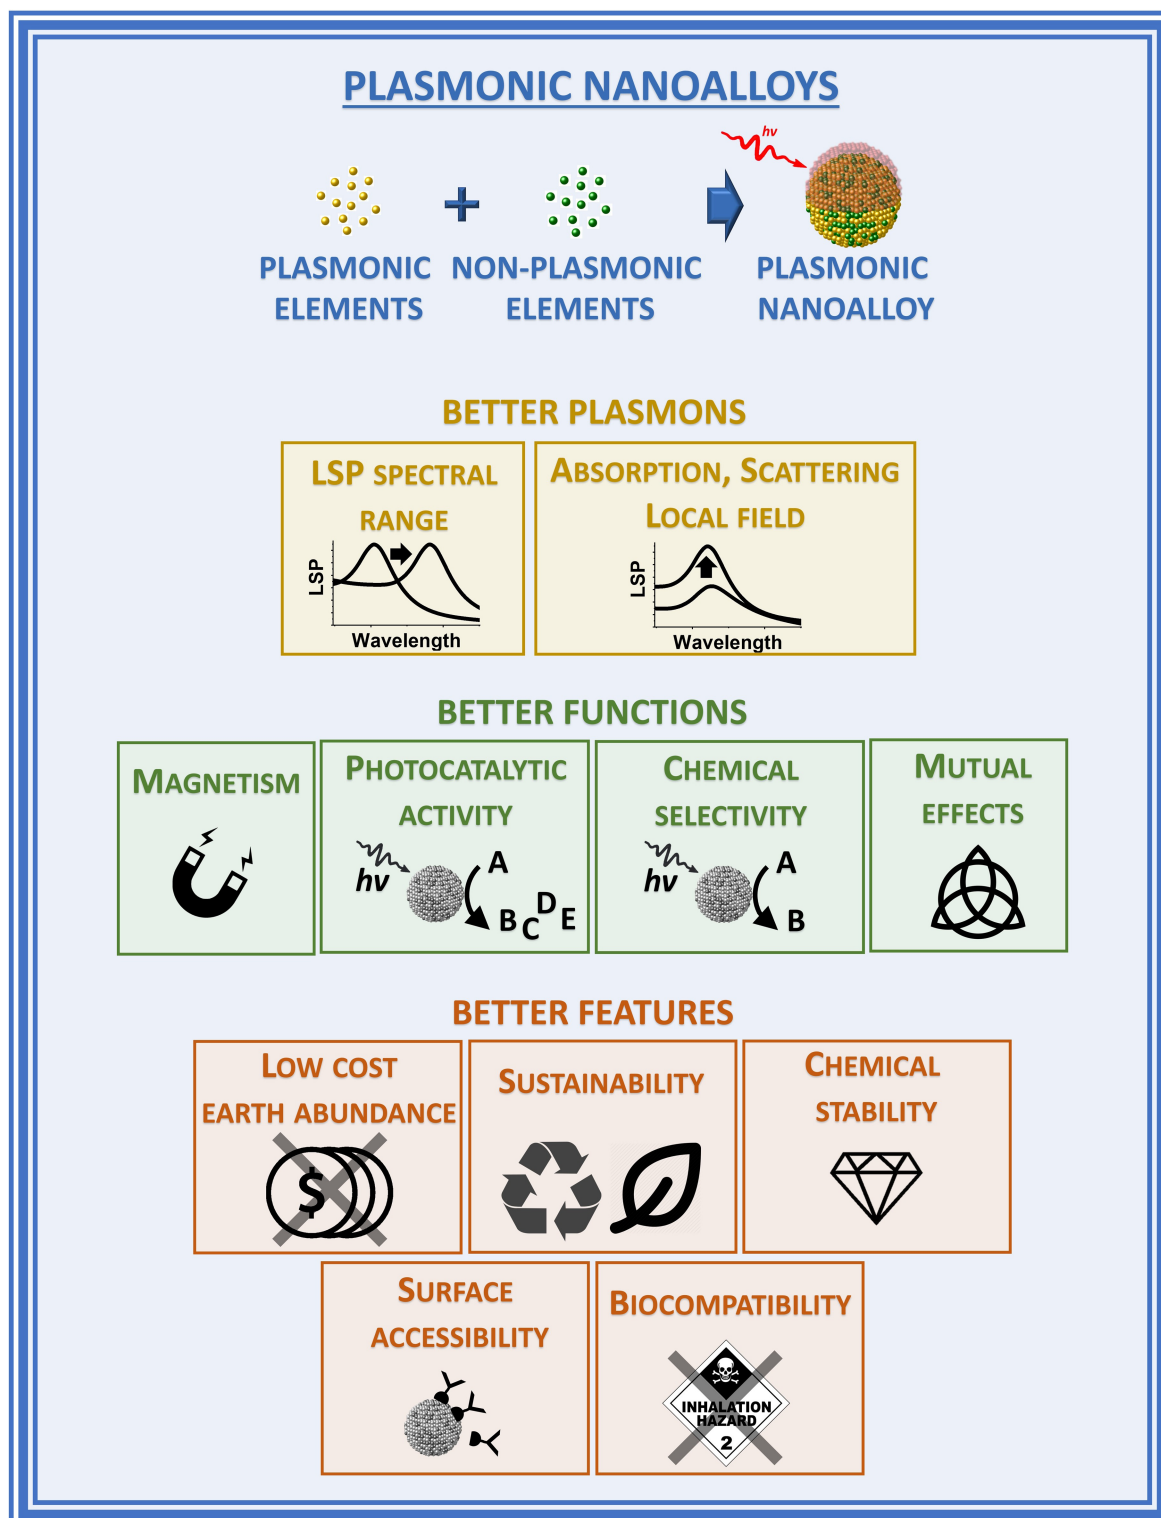 PLASMONIC NANOALLOYS
hν
PLASMONIC
ELEMENTS
NON-PLASMONIC
ELEMENTS
PLASMONIC
NANOALLOY
BETTER PLASMONS
LSP SPECTRAL
RANGE
LSP
Wavelength
ABSORPTION, SCATTERING
LOCAL FIELD
LSP
Wavelength
BETTER FUNCTIONS
MAGNETISM
PHOTOCATALYTIC
ACTIVITY
hν
A
B C D E
CHEMICAL
SELECTIVITY
hν
A
B
MUTUAL
EFFECTS
BETTER FEATURES
LOW COST
EARTH ABUNDANCE
$
SUSTAINABILITY
CHEMICAL
STABILITY
SURFACE
ACCESSIBILITY
BIOCOMPATIBILITY
INHALATION
HAZARD
2